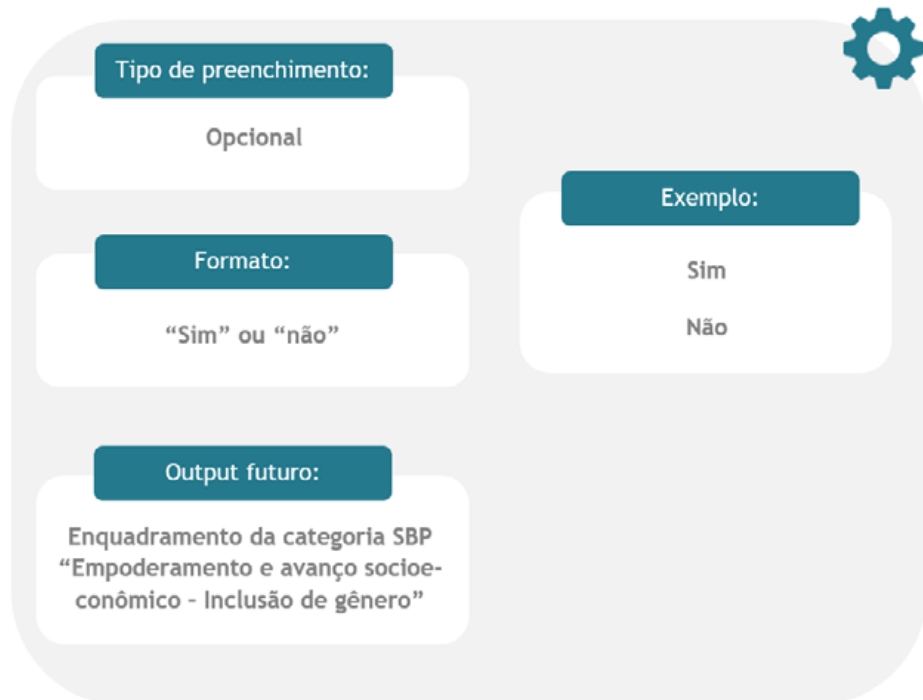 Tipo de preenchimento:
Opcional
Formato:
“Sim” ou “não”
Output futuro:
Enquadramento da categoria SBP
“Empoderamento e avanço socioe-
conômico – Inclusão de gênero”
Exemplo:
Sim
Não